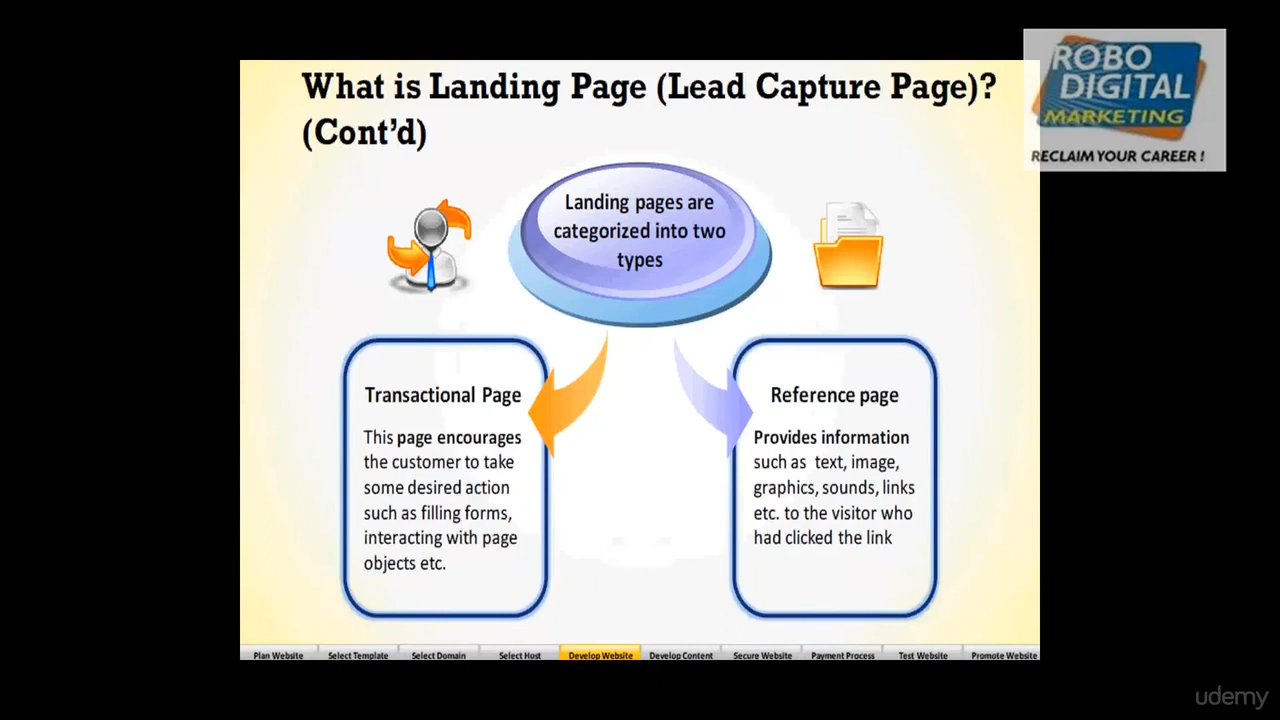 What is Landing Page (Lead Capture Page)?
(Cont’d)
ROBO
DIGITAL
MARKETING
RECLAIM YOUR CAREER !
Landing pages are
categorized into two
types
Transactional Page
This page encourages
the customer to take
some desired action
such as filling forms,
interacting with page
objects etc.
Reference page
Provides information
such as text, image,
graphics, sounds, links
etc. to the visitor who
had clicked the link
Plan Website
Select Template
Select Domain
Select Host
Develop Website
Develop Content
Secure Website
Payment Process
Test Website
Promote Website
udemy